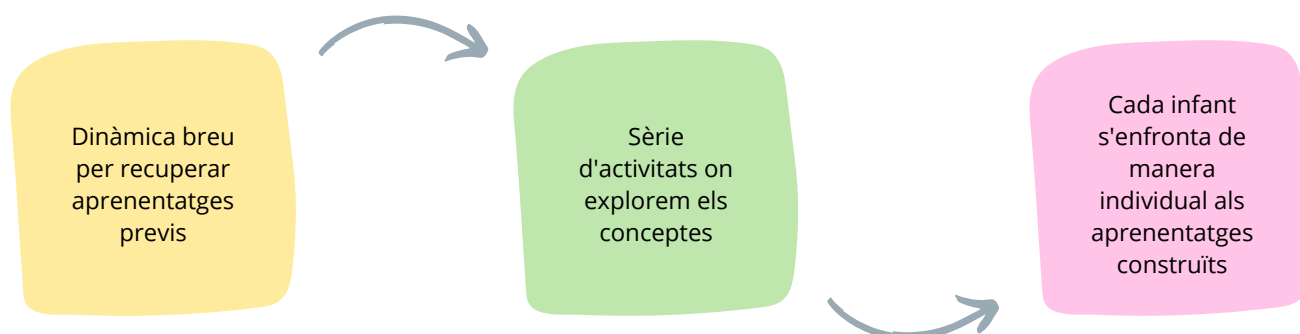 Dinàmica breu
per recuperar
aprenentatges
previs
Sèrie
d'activitats on
explorem els
conceptes
Cada infant
s'enfronta de
manera
individual als
aprenentatges
construïts